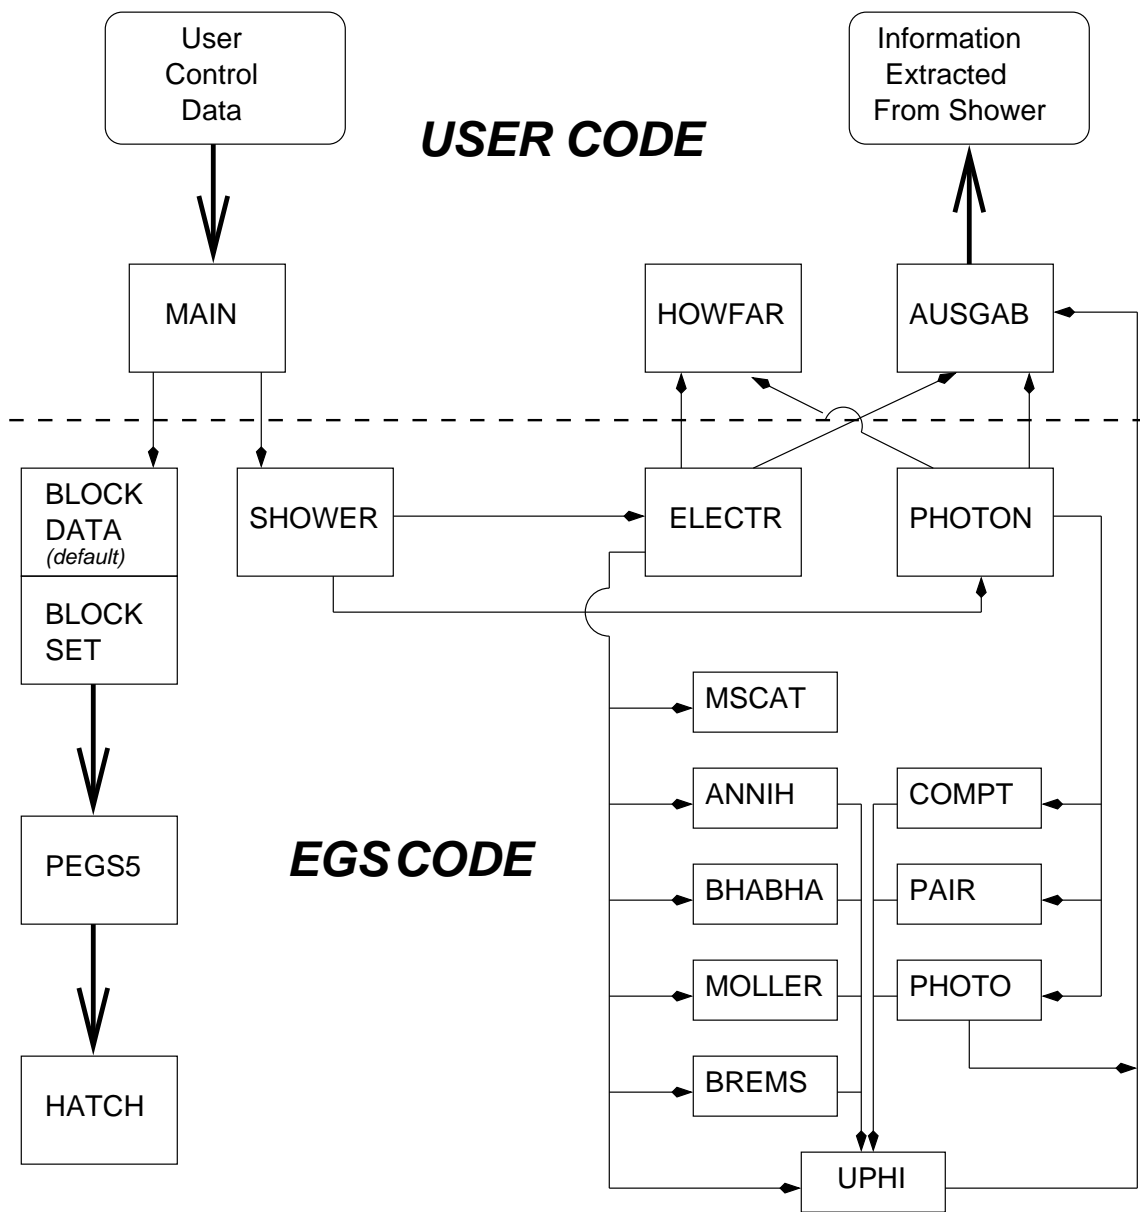 User
Control
Data
Information
Extracted
From Shower
USER CODE
MAIN
HOWFAR
AUSGAB
BLOCK
DATA
(default)
SHOWER
ELECTR
PHOTON
BLOCK
SET
MSCAT
ANNIH
COMPT
PEGS5
EGS CODE
BHABHA
PAIR
MOLLER
PHOTO
HATCH
BREMS
UPHI